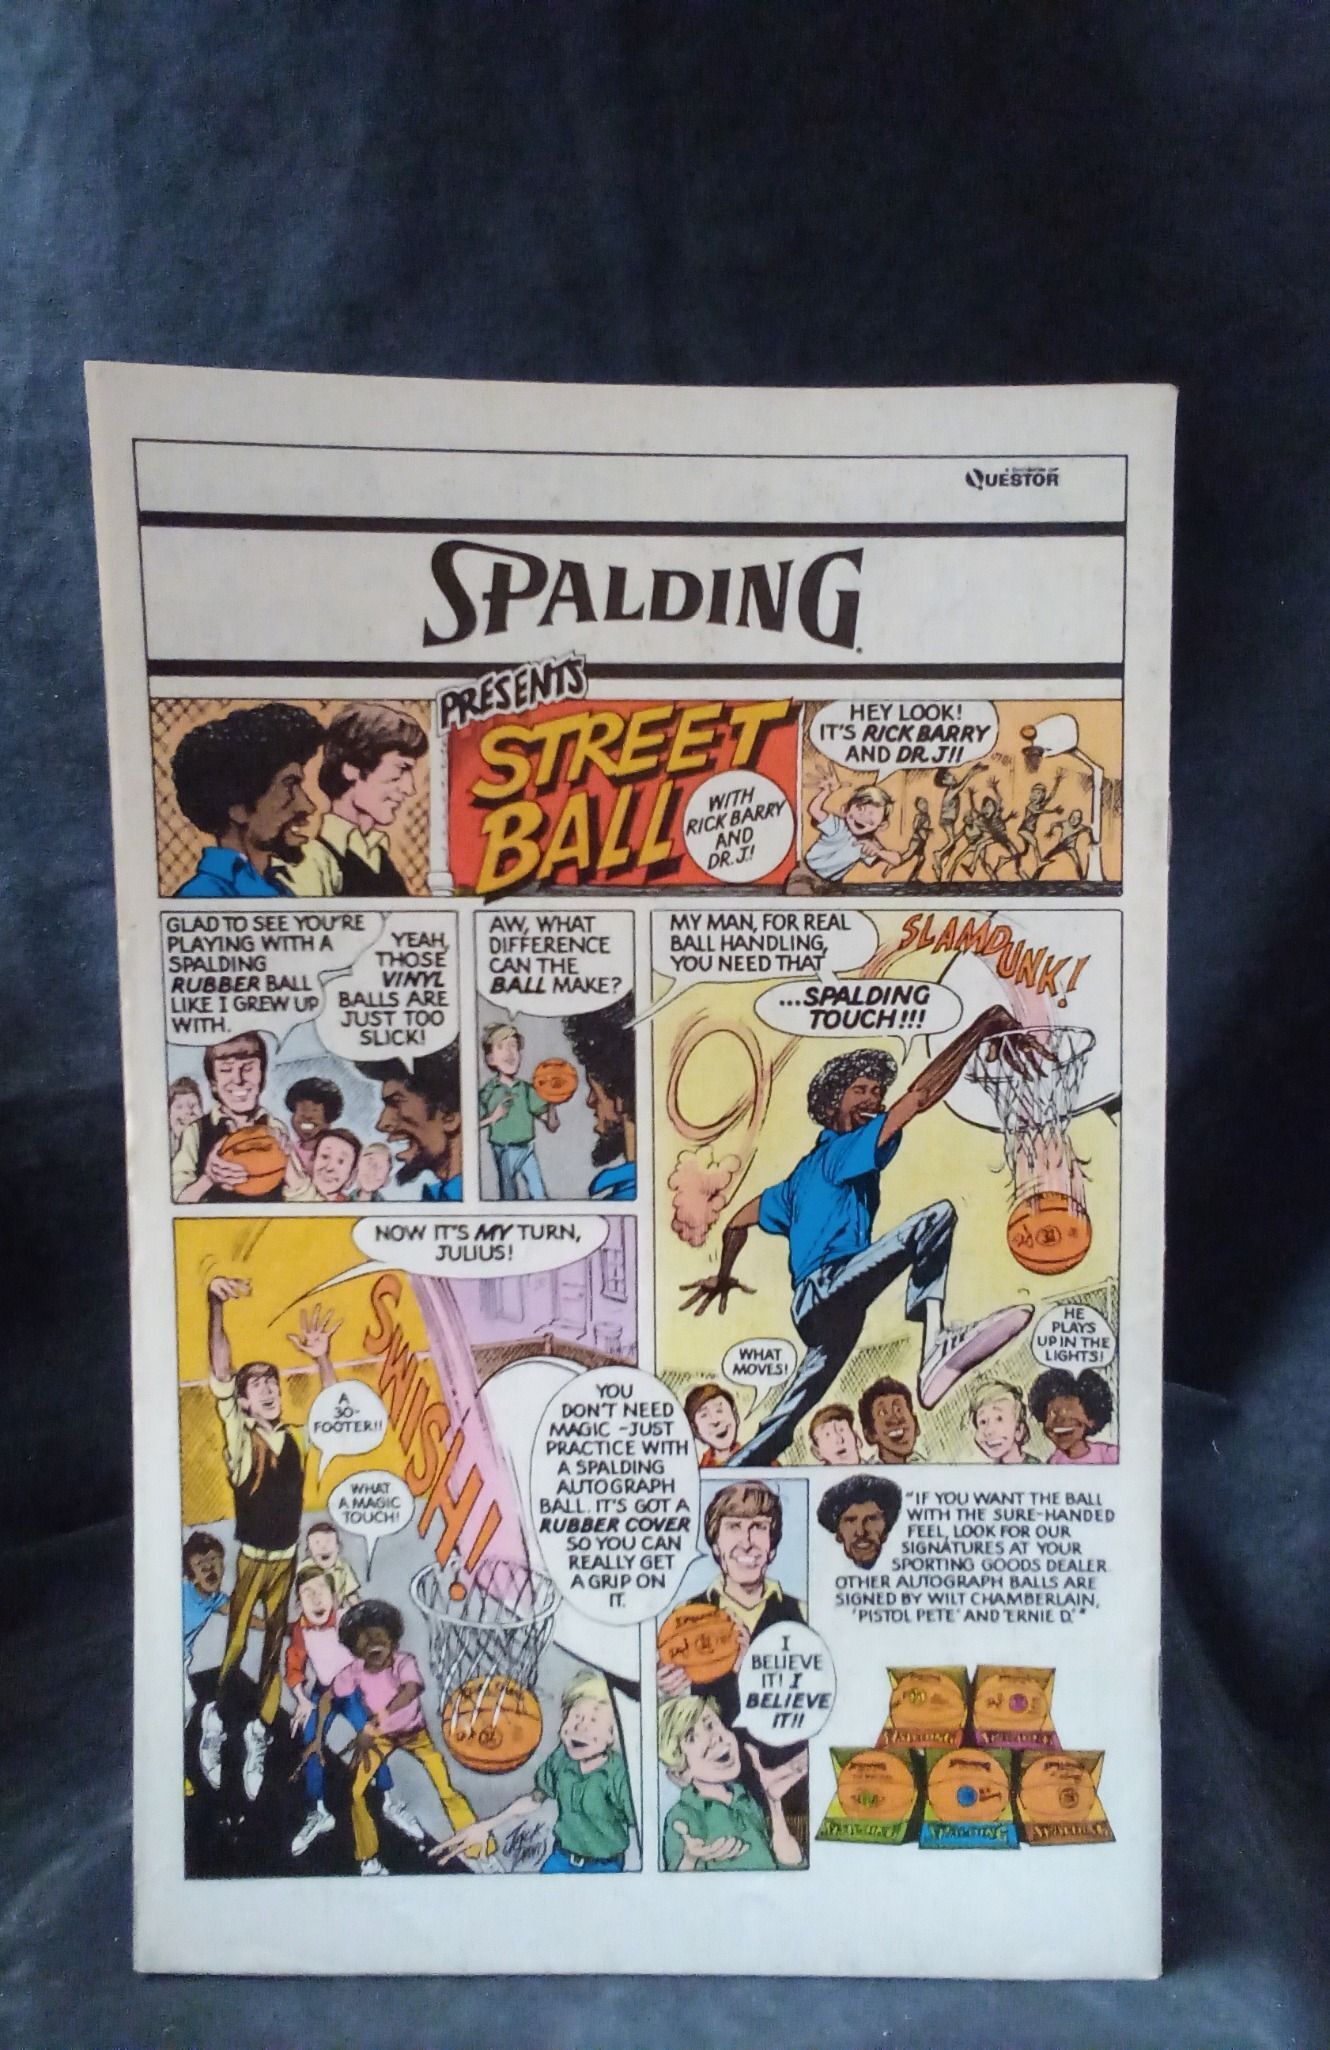 A DIVISION OF
QUESTOR
SPALDING
PRESENTS
STREET
BALL
WITH
RICK BARRY
AND
DR. J!
HEY LOOK!
IT'S RICK BARRY
AND DR. J!!
GLAD TO SEE YOU'RE
PLAYING WITH A
SPALDING
RUBBER BALL
LIKE I GREW UP
WITH.
YEAH,
THOSE
VINYL
BALLS ARE
JUST TOO
SLICK!
AW, WHAT
DIFFERENCE
CAN THE
BALL MAKE?
MY MAN, FOR REAL
BALL HANDLING,
YOU NEED THAT
...SPALDING
TOUCH!!!
SLAMDUNK!
WHAT
MOVES!
HE
PLAYS
UP IN THE
LIGHTS!
NOW IT'S MY TURN,
JULIUS!
SWISH!
A
30-
FOOTER!!
WHAT
A MAGIC
TOUCH!
YOU
DON'T NEED
MAGIC -JUST
PRACTICE WITH
A SPALDING
AUTOGRAPH
BALL. IT'S GOT A
RUBBER COVER
SO YOU CAN
REALLY GET
A GRIP ON
IT.
I
BELIEVE
IT! I
BELIEVE
IT!!
"IF YOU WANT THE BALL
WITH THE SURE-HANDED
FEEL, LOOK FOR OUR
SIGNATURES AT YOUR
SPORTING GOODS DEALER.
OTHER AUTOGRAPH BALLS ARE
SIGNED BY WILT CHAMBERLAIN,
'PISTOL PETE' AND 'ERNIE D.'"
SPALDING
SPALDING
SPALDING
SPALDING
SPALDING